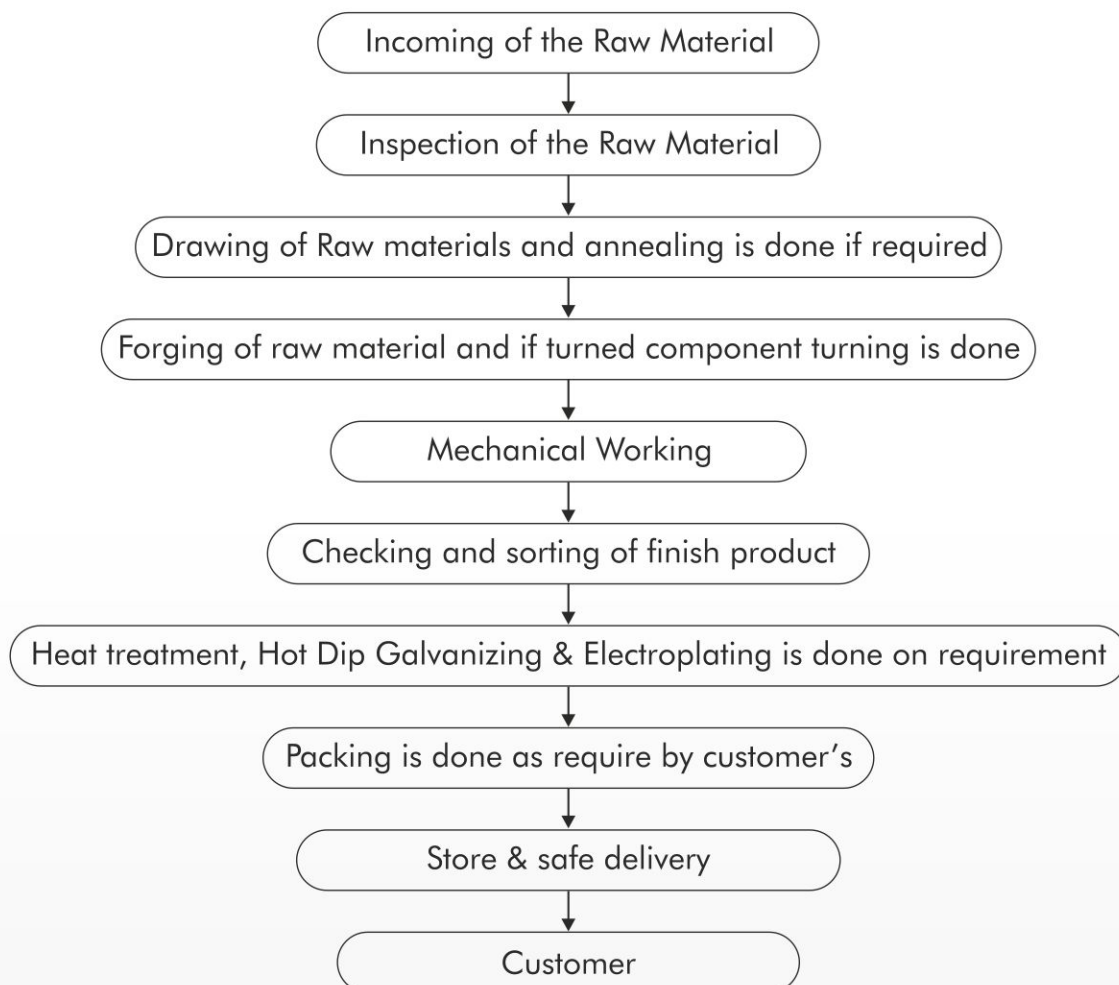 Incoming of the Raw Material
Inspection of the Raw Material
Drawing of Raw materials and annealing is done if required
Forging of raw material and if turned component turning is done
Mechanical Working
Checking and sorting of finish product
Heat treatment, Hot Dip Galvanizing & Electroplating is done on requirement
Packing is done as require by customer's
Store & safe delivery
Customer